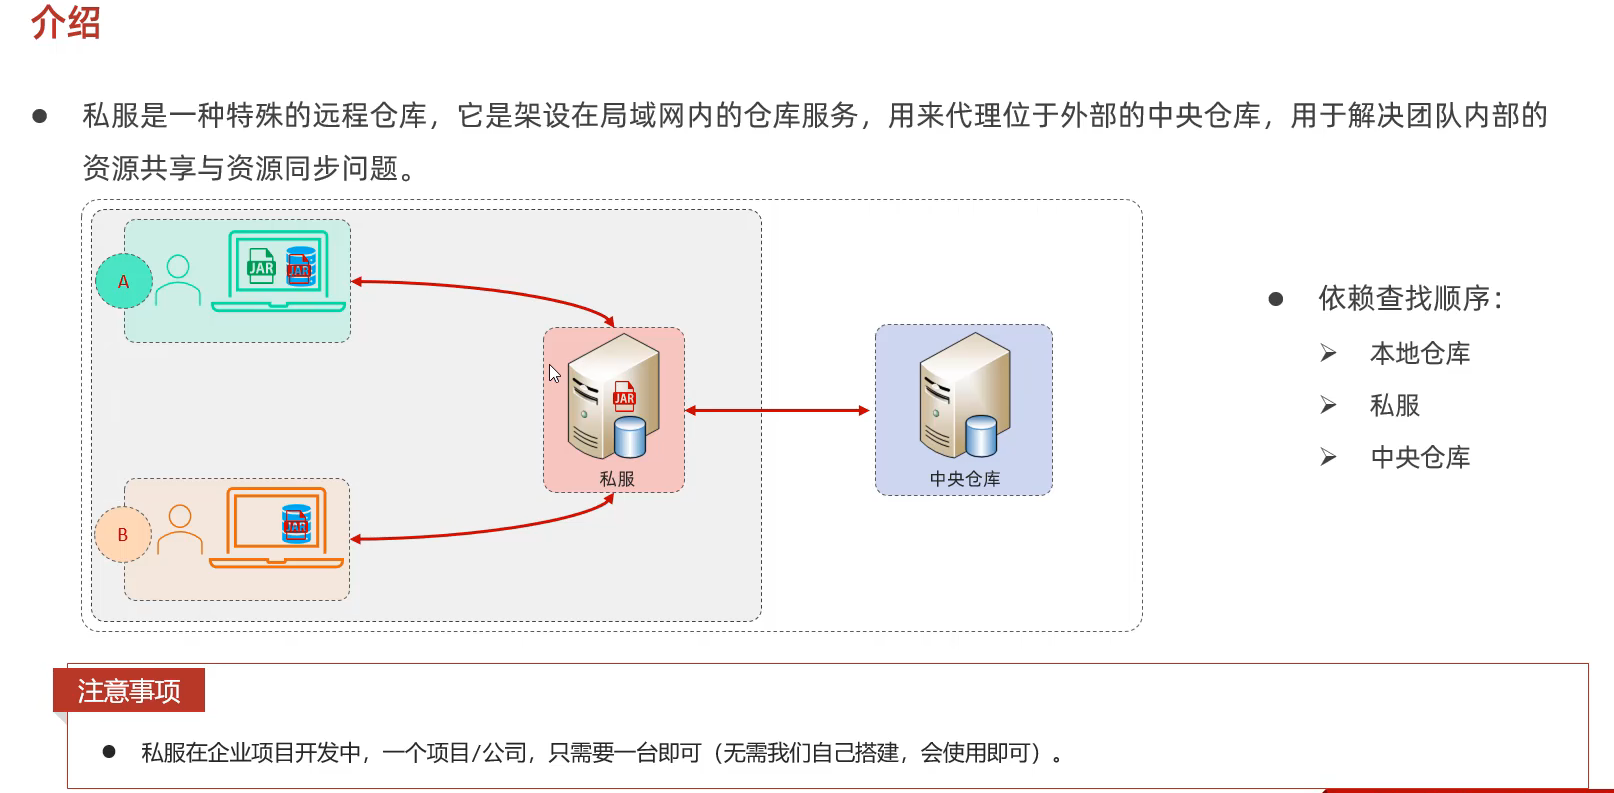 介绍
私服是一种特殊的远程仓库，它是架设在局域网内的仓库服务，用来代理位于外部的中央仓库，用于解决团队内部的
资源共享与资源同步问题。
A
JAR
JAR
JAR
私服
中央仓库
B
JAR
依赖查找顺序：
本地仓库
私服
中央仓库
注意事项
私服在企业项目开发中，一个项目/公司，只需要一台即可（无需我们自己搭建，会使用即可）。